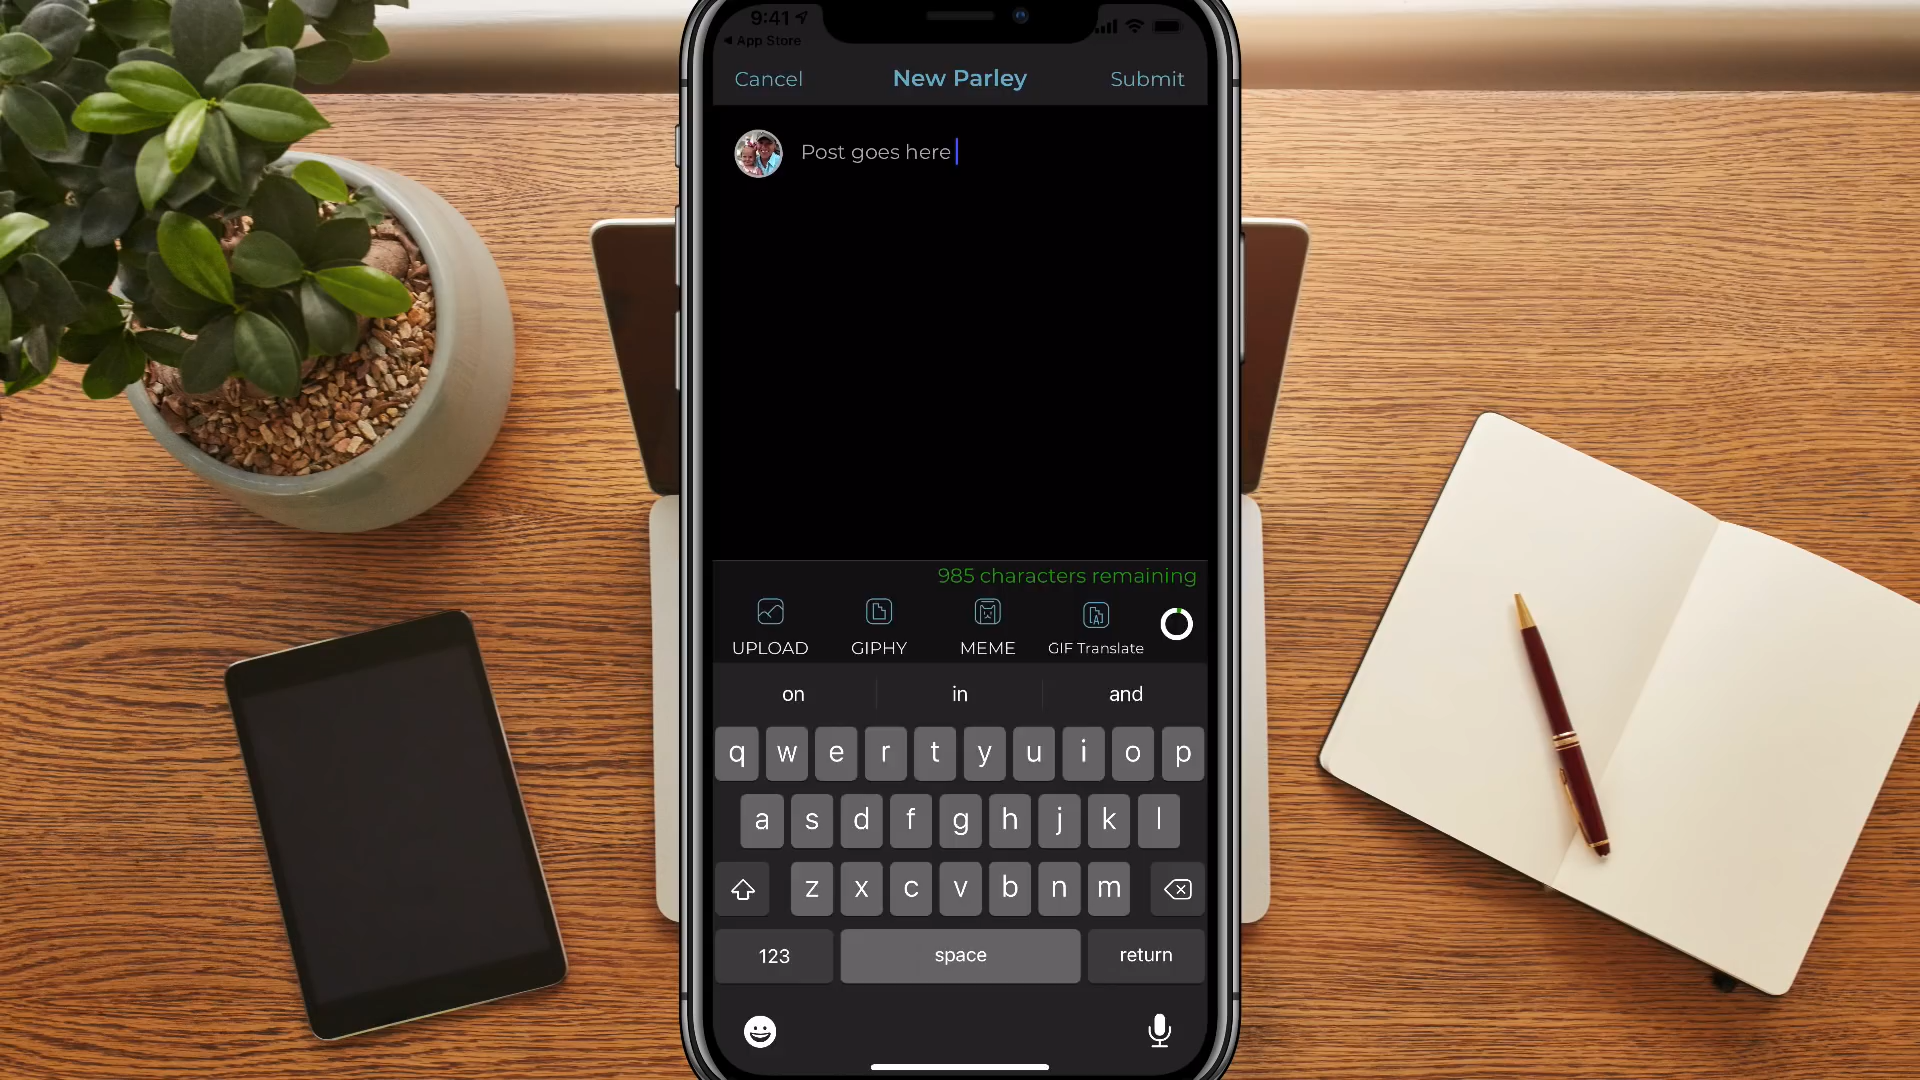 9:41
App Store
Cancel
New Parley
Submit
Post goes here
985 characters remaining
UPLOAD
GIPHY
MEME
GIF Translate
on
in
and
q w e r t y u i o p
a s d f g h j k l
z x c v b n m
123
space
return